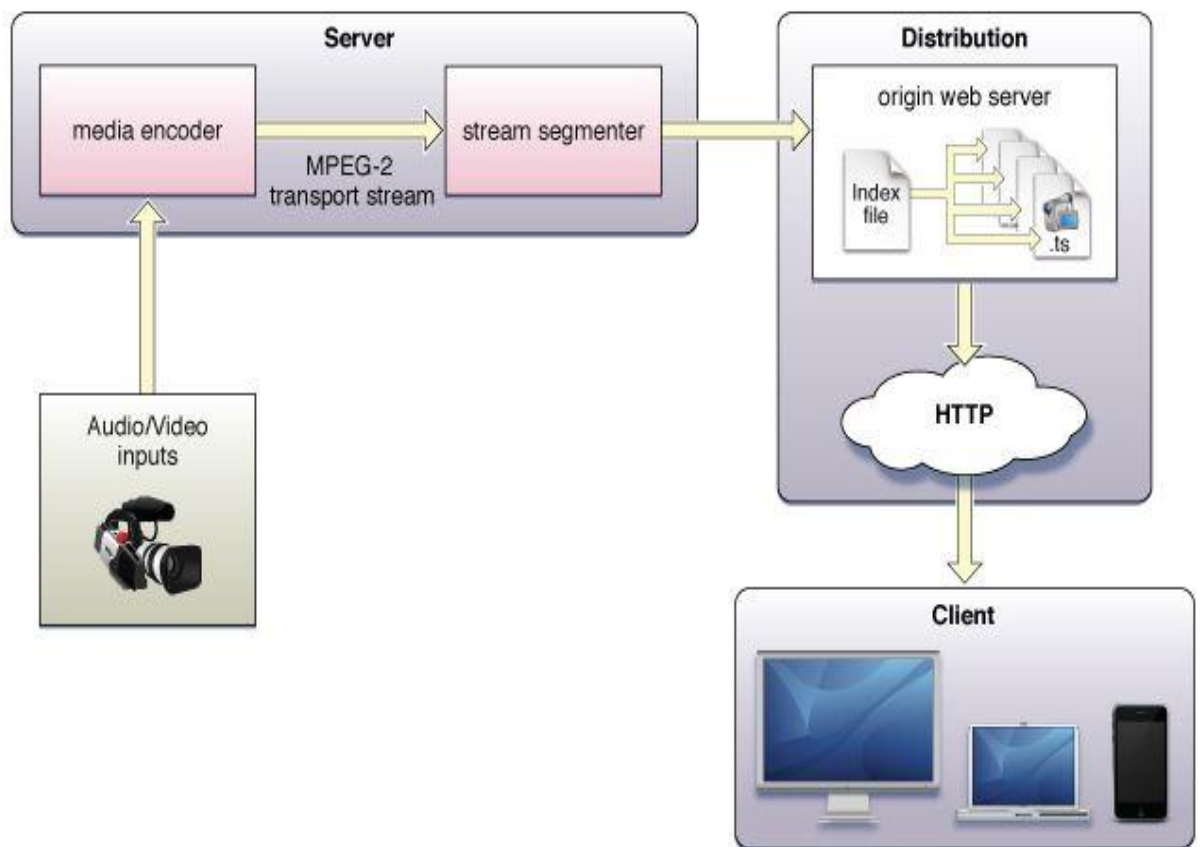 Server
media encoder
MPEG-2
transport stream
stream segmenter
Distribution
origin web server
Index
file
.ts
HTTP
Audio/Video
inputs
Client